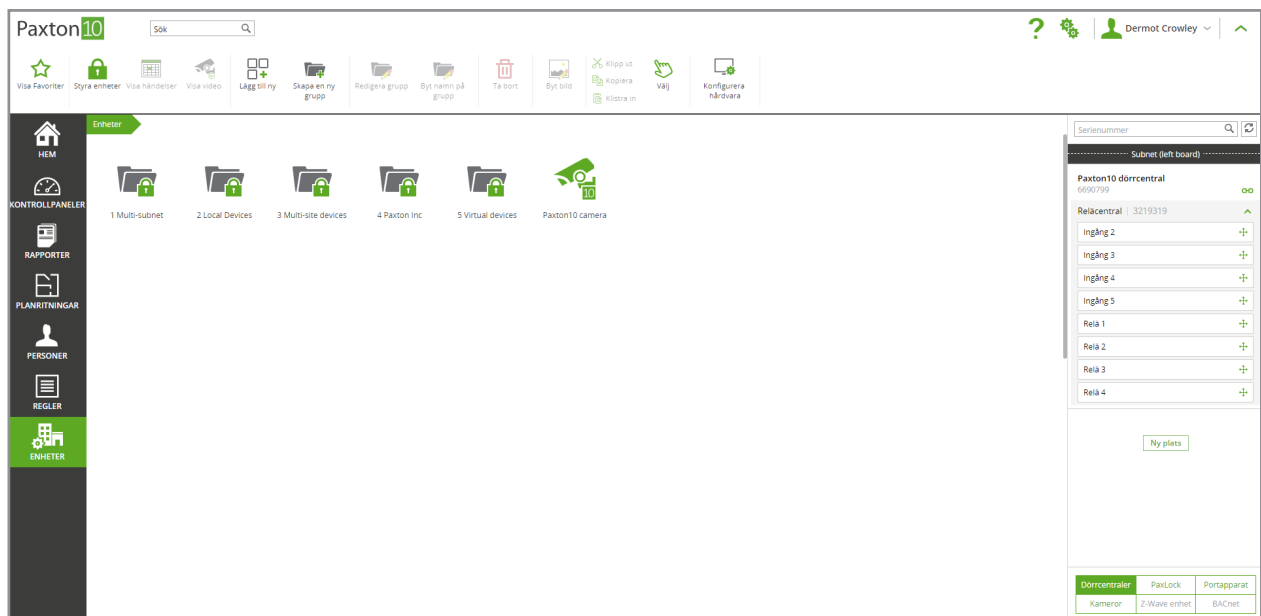 Paxton10
Sök
? Dermot Crowley
Visa Favoriter
Styra enheter
Visa händelser
Visa video
Lägg till ny
Skapa en ny
grupp
Redigera grupp
Byt namn på
grupp
Ta bort
Byt bild
Klipp ut
Kopiera
Klistra in
Välj
Konfigurera
hårdvara
HEM
KONTROLLPANELER
RAPPORTER
PLANRITNINGAR
PERSONER
REGLER
ENHETER
Enheter
1 Multi-subnet
2 Local Devices
3 Multi-site devices
4 Paxton Inc
5 Virtual devices
10
Paxton10 camera
Serienummer
Subnet (left board)
Paxton10 dörrcentral
6690799
Reläcentral | 3219319
Ingång 2
Ingång 3
Ingång 4
Ingång 5
Relä 1
Relä 2
Relä 3
Relä 4
Ny plats
Dörrcentraler
PaxLock
Portapparat
Kameror
Z-Wave enhet
BACnet